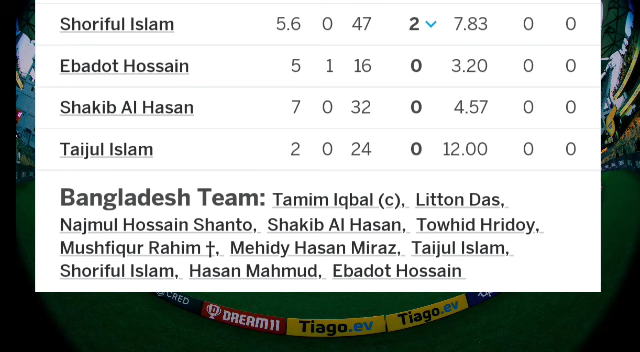 Shoriful Islam 5.6 0 47 2 7.83 0 0
Ebadot Hossain 5 1 16 0 3.20 0 0
Shakib Al Hasan 7 0 32 0 4.57 0 0
Taijul Islam 2 0 24 0 12.00 0 0
Bangladesh Team: Tamim Iqbal (c), Litton Das,
Najmul Hossain Shanto, Shakib Al Hasan, Towhid Hridoy,
Mushfiqur Rahim †, Mehidy Hasan Miraz, Taijul Islam,
Shoriful Islam, Hasan Mahmud, Ebadot Hossain
CRED DREAM11 Tiago.ev Tiago.ev